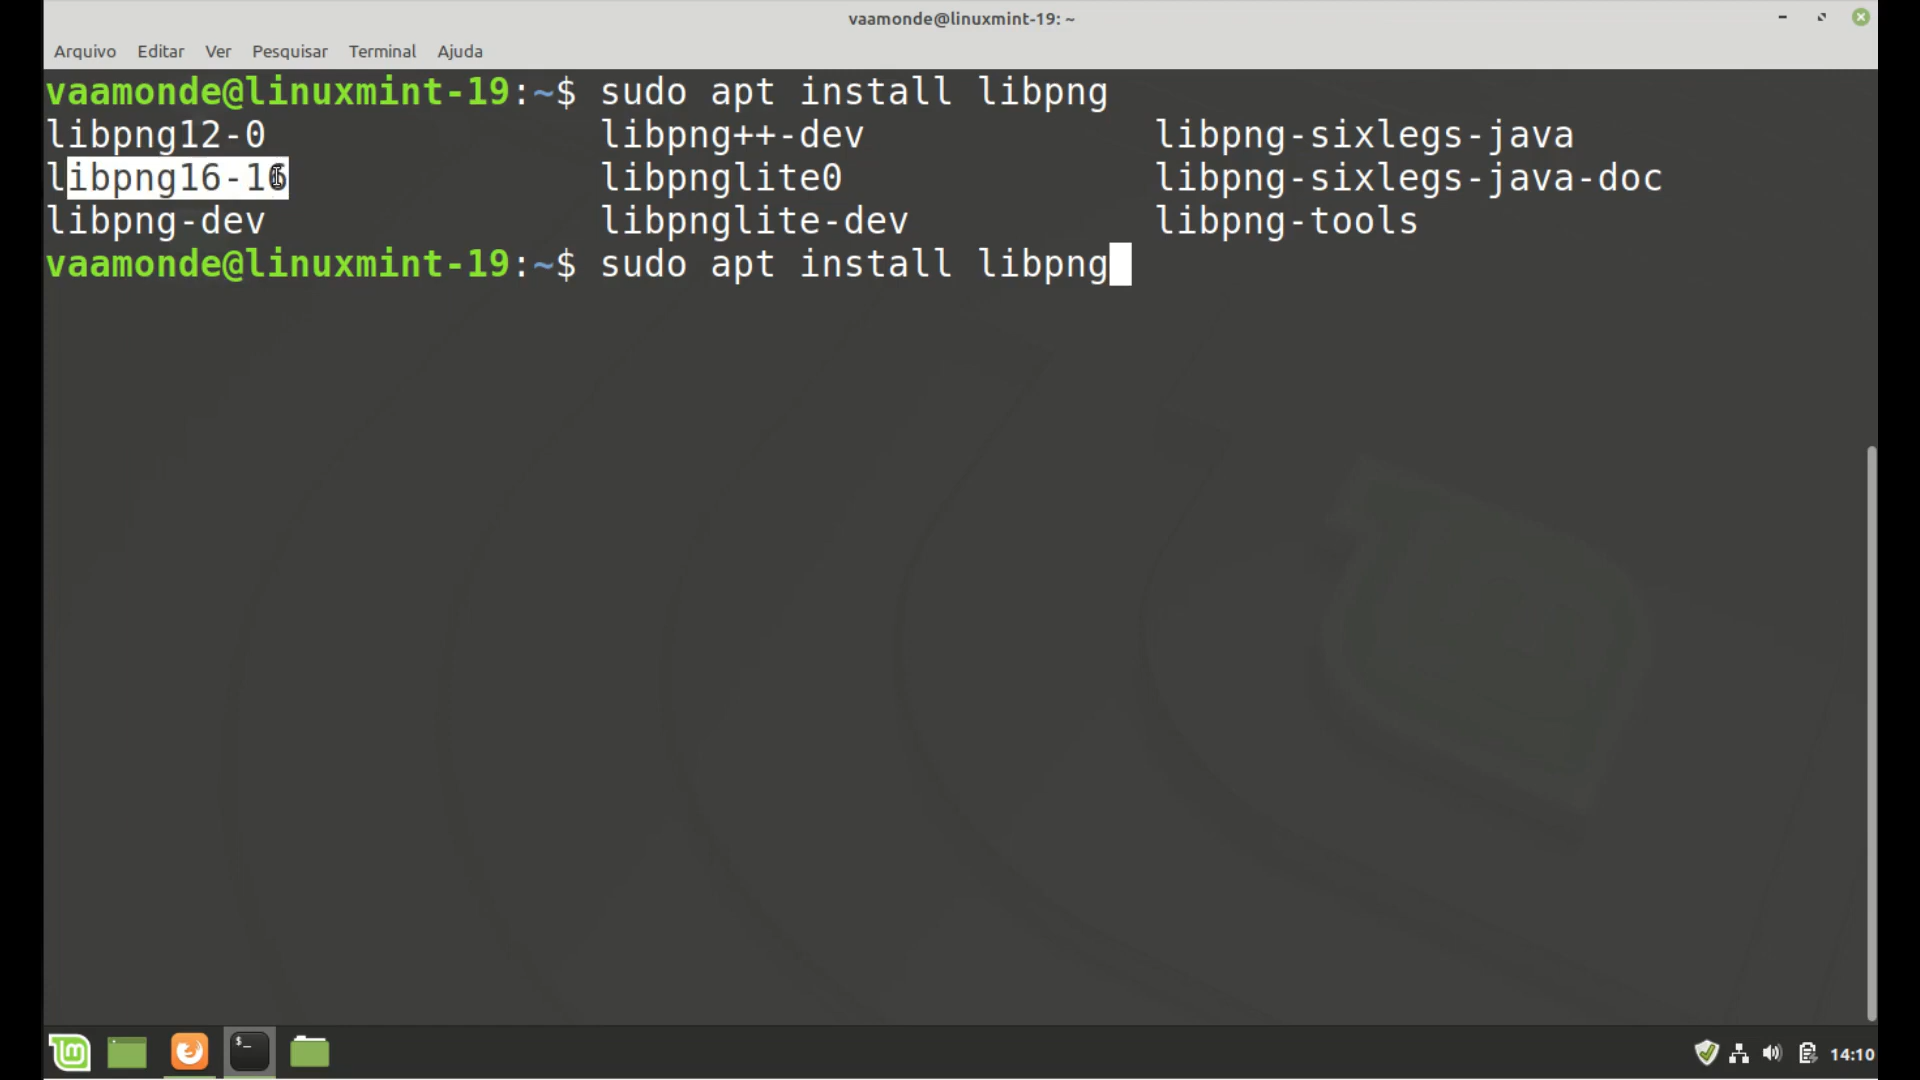 vaamonde@linuxmint-19: ~
Arquivo Editar Ver Pesquisar Terminal Ajuda
vaamonde@linuxmint-19:~$ sudo apt install libpng
libpng12-0 libpng++-dev libpng-sixlegs-java
libpng16-16 libpnglite0 libpng-sixlegs-java-doc
libpng-dev libpnglite-dev libpng-tools
vaamonde@linuxmint-19:~$ sudo apt install libpng
14:10